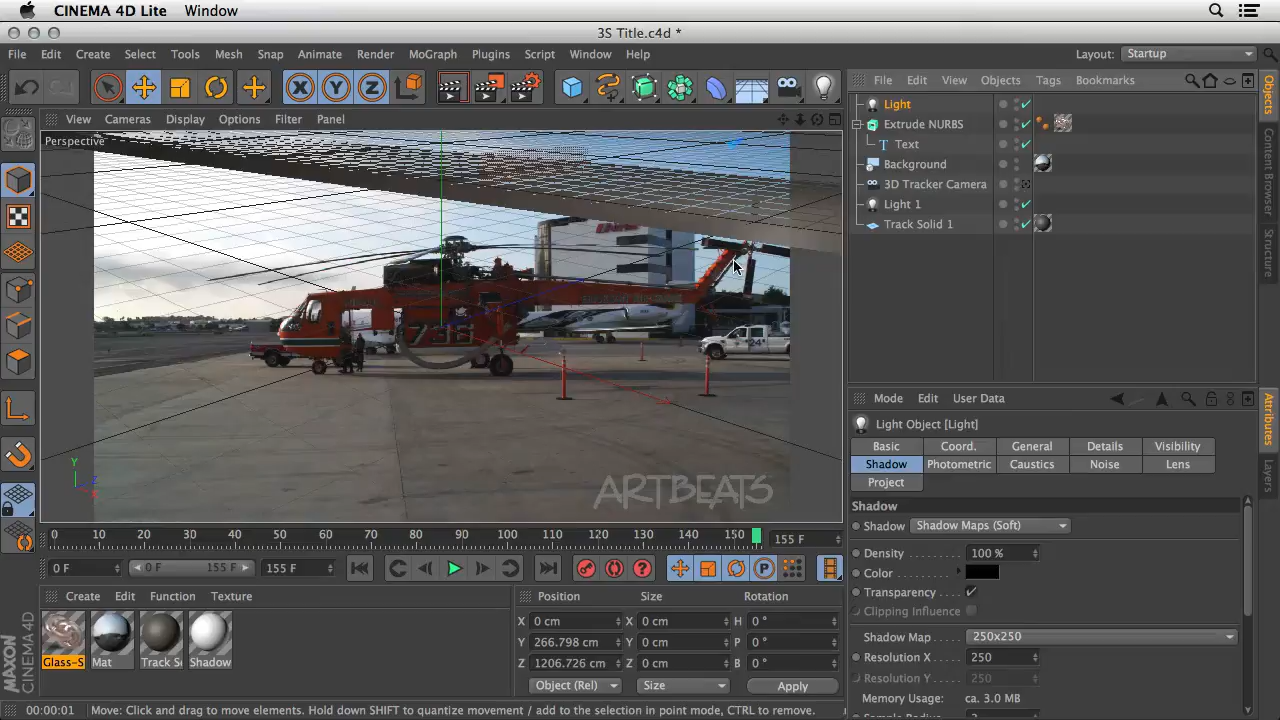 CINEMA 4D Lite Window
3S Title.c4d *
File Edit Create Select Tools Mesh Snap Animate Render MoGraph Plugins Script Window Help
Layout: Startup
X Y Z
File Edit View Objects Tags Bookmarks
View Cameras Display Options Filter Panel
Perspective
Light
Extrude NURBS
T Text
Background
3D Tracker Camera
Light 1
Track Solid 1
Objects
Content Browser
Structure
ARTBEATS
24
Y
Z
X
Mode Edit User Data
Light Object [Light]
Basic Coord. General Details Visibility
Shadow Photometric Caustics Noise Lens
Project
Attributes
Layers
Shadow
Shadow Shadow Maps (Soft)
Density 100 %
Color
Transparency
Clipping Influence
Shadow Map 250x250
Resolution X 250
Resolution Y 250
Memory Usage: ca. 3.0 MB
0 10 20 30 40 50 60 70 80 90 100 110 120 130 140 150 155 F
0 F 0 F 155 F 155 F
P
Create Edit Function Texture
Glass-S Mat Track So Shadow
Position Size Rotation
X 0 cm X 0 cm H 0 °
Y 266.798 cm Y 0 cm P 0 °
Z 1206.726 cm Z 0 cm B 0 °
Object (Rel) Size Apply
MAXON
CINEMA 4D
00:00:01 Move: Click and drag to move elements. Hold down SHIFT to quantize movement / add to the selection in point mode, CTRL to remove.